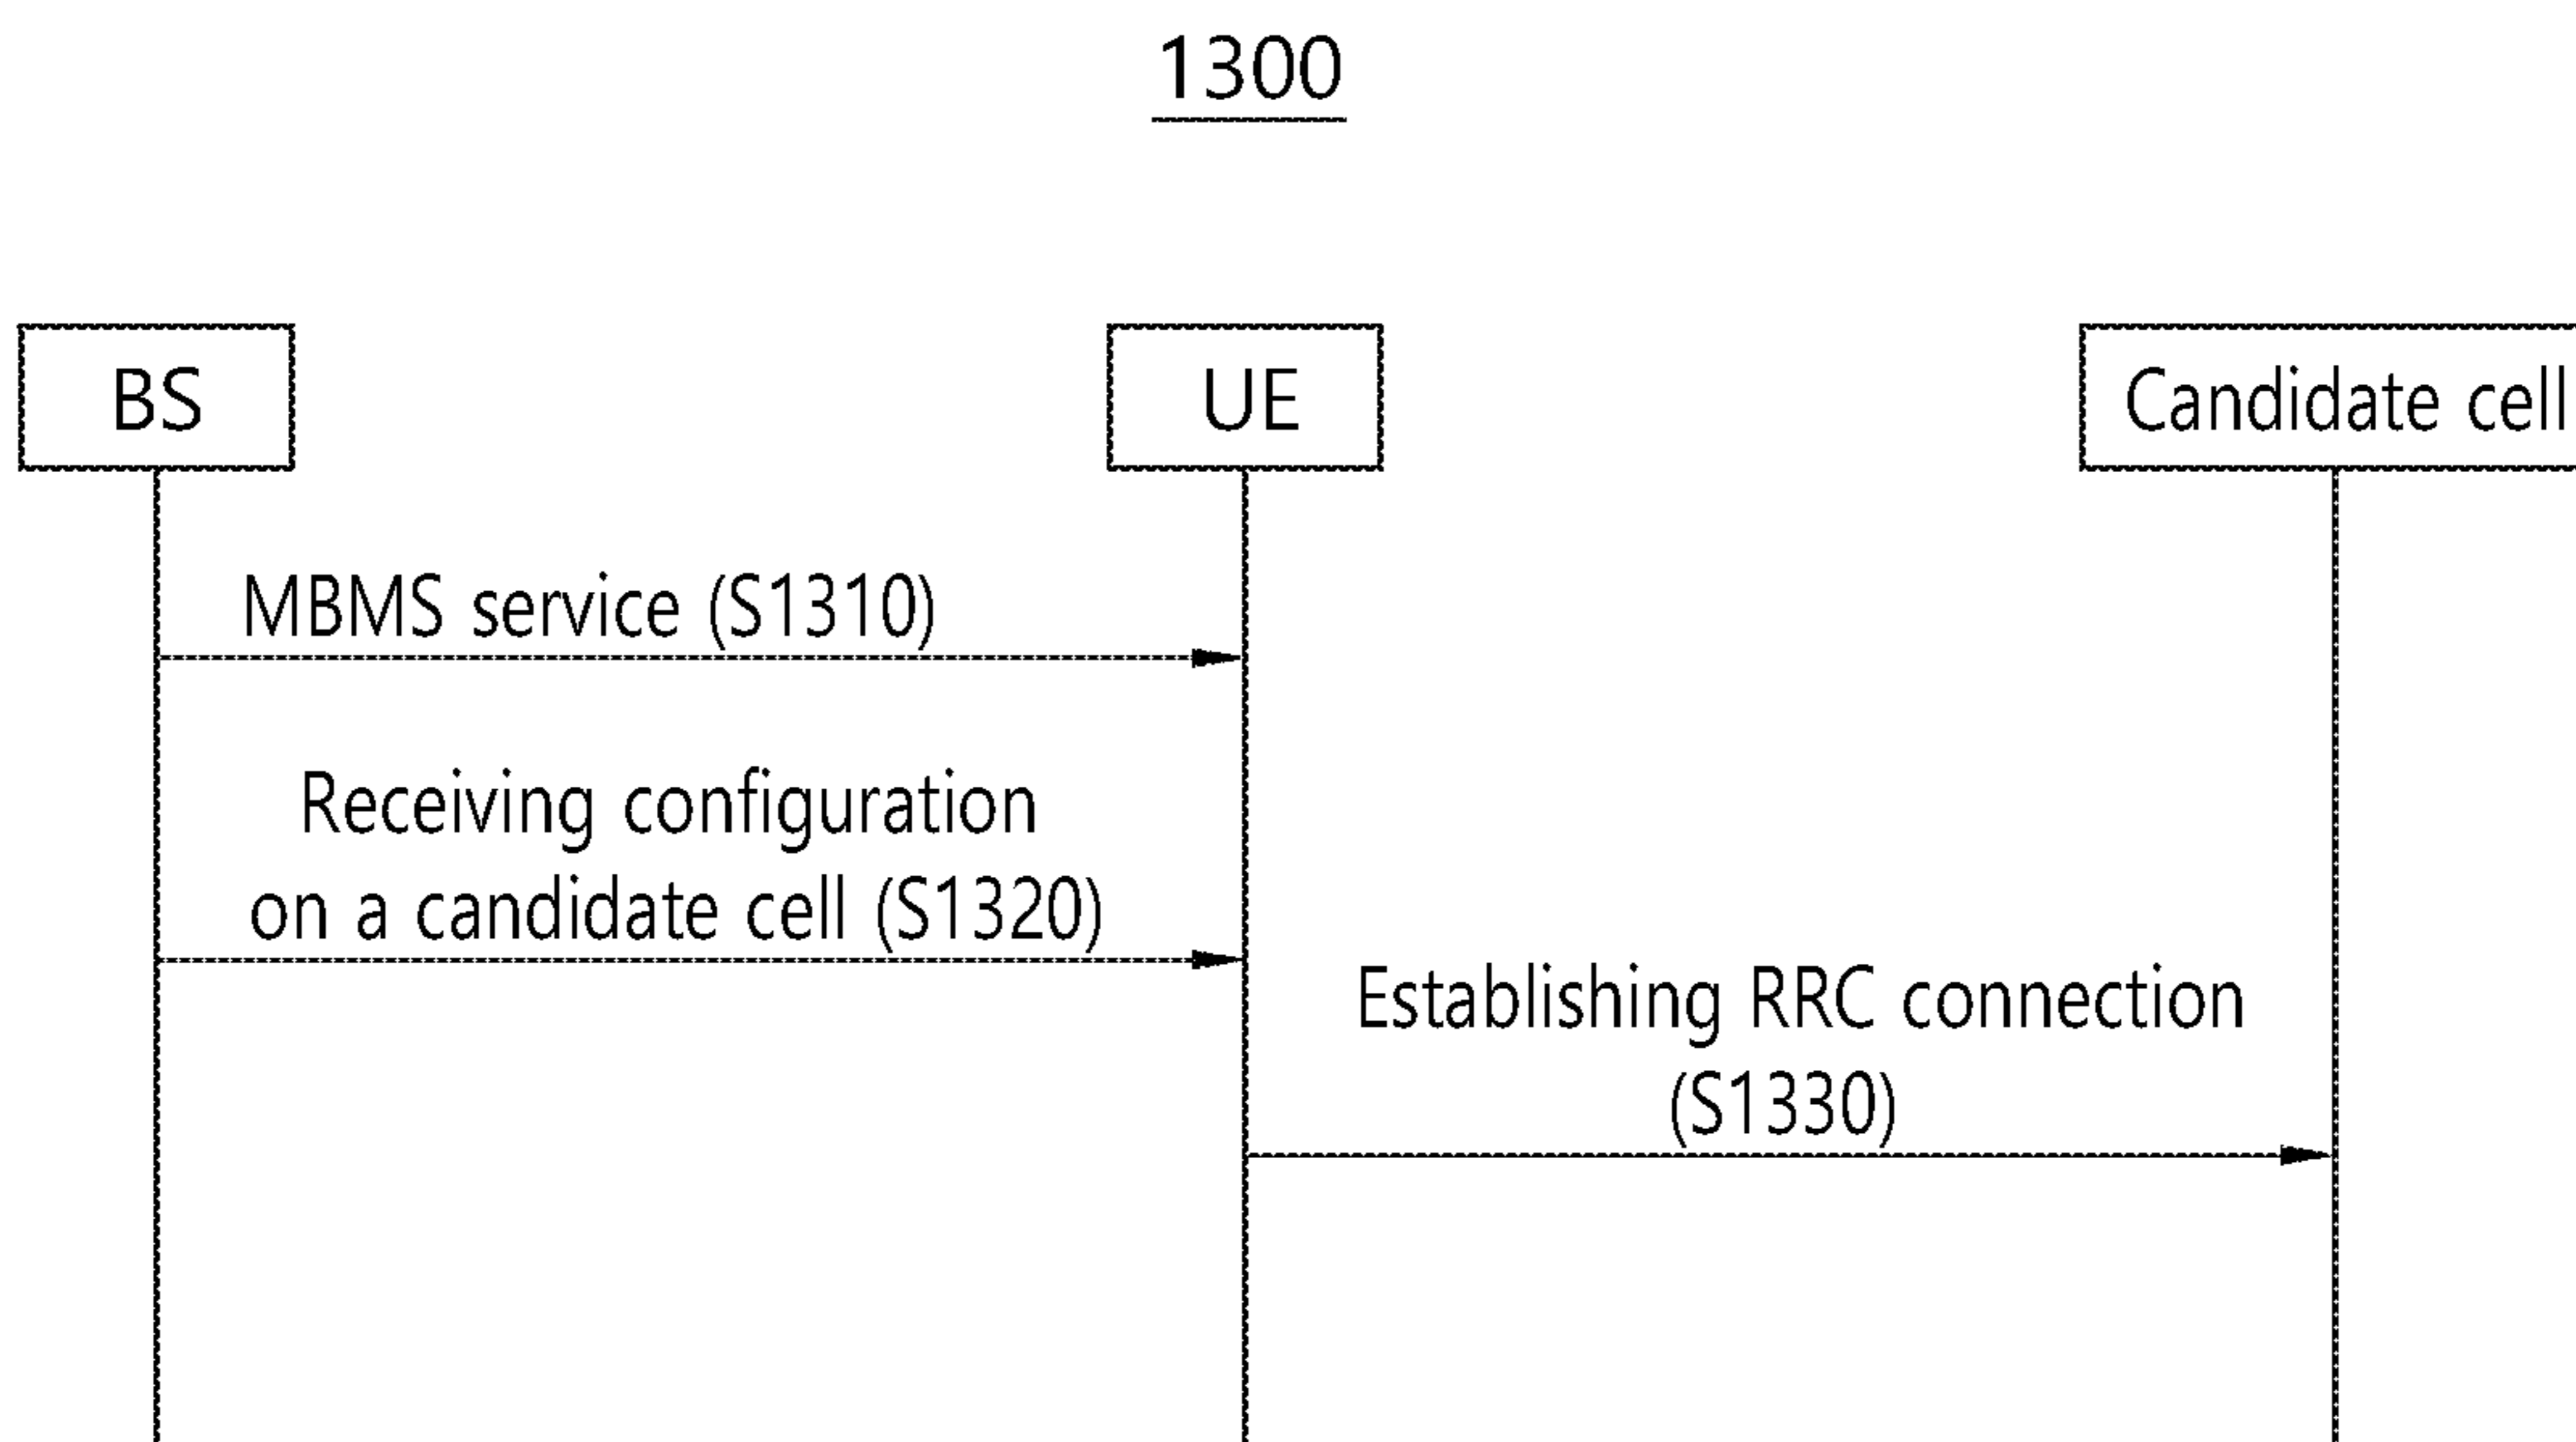 1300
BS
UE
Candidate cell
MBMS service (S1310)
Receiving configuration
on a candidate cell (S1320)
Establishing RRC connection
(S1330)